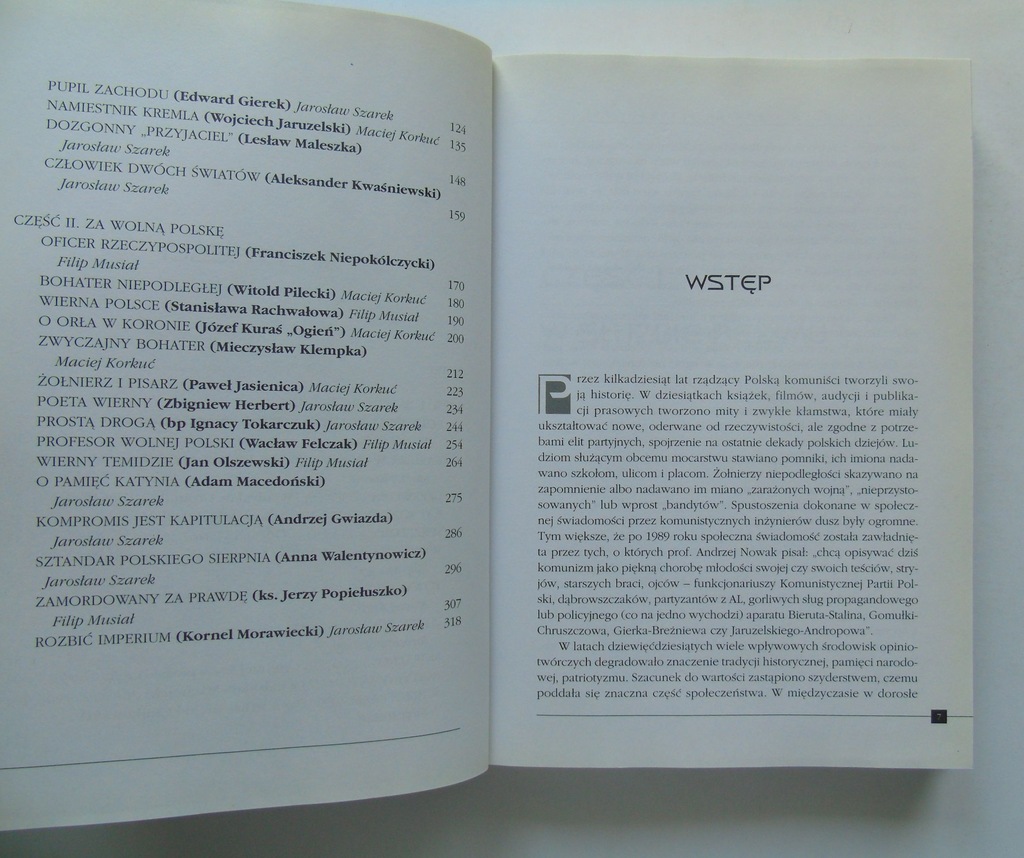 PUPIL ZACHODU (Edward Gierek) Jarosław Szarek 124
NAMIESTNIK KREMLA (Wojciech Jaruzelski) Maciej Korkuć 135
DOZGONNY „PRZYJACIEL” (Lesław Maleszka)
Jarosław Szarek 148
CZŁOWIEK DWÓCH ŚWIATÓW (Aleksander Kwaśniewski)
Jarosław Szarek 159
CZĘŚĆ II. ZA WOLNĄ POLSKĘ
OFICER RZECZYPOSPOLITEJ (Franciszek Niepokólczycki)
Filip Musiał 170
BOHATER NIEPODLEGŁEJ (Witold Pilecki) Maciej Korkuć 180
WIERNA POLSCE (Stanisława Rachwałowa) Filip Musiał 190
O ORŁA W KORONIE (Józef Kuraś „Ogień”) Maciej Korkuć 200
ZWYCZAJNY BOHATER (Mieczysław Klempka)
Maciej Korkuć 212
ŻOŁNIERZ I PISARZ (Paweł Jasienica) Maciej Korkuć 223
POETA WIERNY (Zbigniew Herbert) Jarosław Szarek 234
PROSTĄ DROGĄ (bp Ignacy Tokarczuk) Jarosław Szarek 244
PROFESOR WOLNEJ POLSKI (Wacław Felczak) Filip Musiał 254
WIERNY TEMIDZIE (Jan Olszewski) Filip Musiał 264
O PAMIĘĆ KATYNIA (Adam Macedoński)
Jarosław Szarek 275
KOMPROMIS JEST KAPITULACJĄ (Andrzej Gwiazda)
Jarosław Szarek 286
SZTANDAR POLSKIEGO SIERPNIA (Anna Walentynowicz)
Jarosław Szarek 296
ZAMORDOWANY ZA PRAWDĘ (ks. Jerzy Popiełuszko)
Filip Musiał 307
ROZBIĆ IMPERIUM (Kornel Morawiecki) Jarosław Szarek 318
WSTĘP
Przez kilkadziesiąt lat rządzący Polską komuniści tworzyli swo-
ją historię. W dziesiątkach książek, filmów, audycji i publika-
cji prasowych tworzono mity i zwykłe kłamstwa, które miały
ukształtować nowe, oderwane od rzeczywistości, ale zgodne z potrze-
bami elit partyjnych, spojrzenie na ostatnie dekady polskich dziejów. Lu-
dziom służącym obcemu mocarstwu stawiano pomniki, ich imiona nada-
wano szkołom, ulicom i placom. Żołnierzy niepodległości skazywano na
zapomnienie albo nadawano im miano „zarażonych wojną”, „nieprzysto-
sowanych” lub wprost „bandytów”. Spustoszenia dokonane w społecz-
nej świadomości przez komunistycznych inżynierów dusz były ogromne.
Tym większe, że po 1989 roku społeczna świadomość została zawładnię-
ta przez tych, o których prof. Andrzej Nowak pisał: „chcą opisywać dziś
komunizm jako piękną chorobę młodości swojej czy swoich teściów, stry-
jów, starszych braci, ojców – funkcjonariuszy Komunistycznej Partii Pol-
ski, dąbrowszczaków, partyzantów z AL, gorliwych sług propagandowego
lub policyjnego (co na jedno wychodzi) aparatu Bieruta-Stalina, Gomułki-
Chruszczowa, Gierka-Breżniewa czy Jaruzelskiego-Andropowa”.
W latach dziewięćdziesiątych wiele wpływowych środowisk opinio-
twórczych degradowało znaczenie tradycji historycznej, pamięci narodo-
wej, patriotyzmu. Szacunek do wartości zastąpiono szyderstwem, czemu
poddała się znaczna część społeczeństwa. W międzyczasie w dorosłe
7